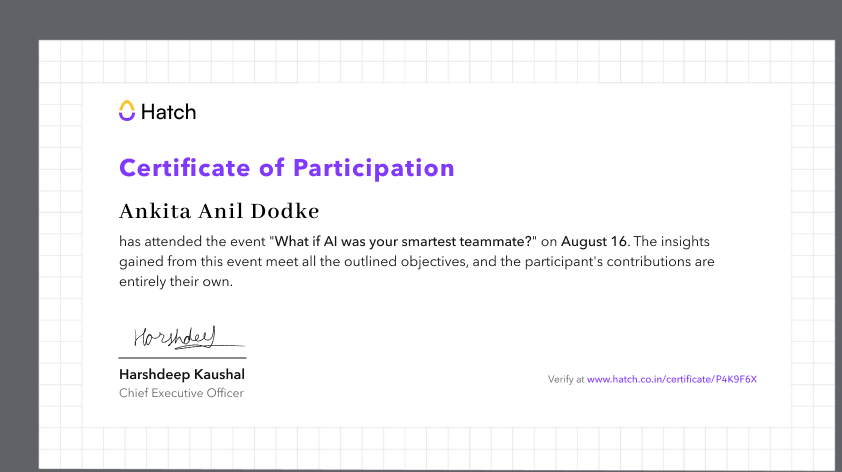 Hatch
Certificate of Participation
Ankita Anil Dodke
has attended the event "What if AI was your smartest teammate?" on August 16. The insights
gained from this event meet all the outlined objectives, and the participant's contributions are
entirely their own.
Harshdeep
Harshdeep Kaushal
Chief Executive Officer
Verify at www.hatch.co.in/certificate/P4K9F6X